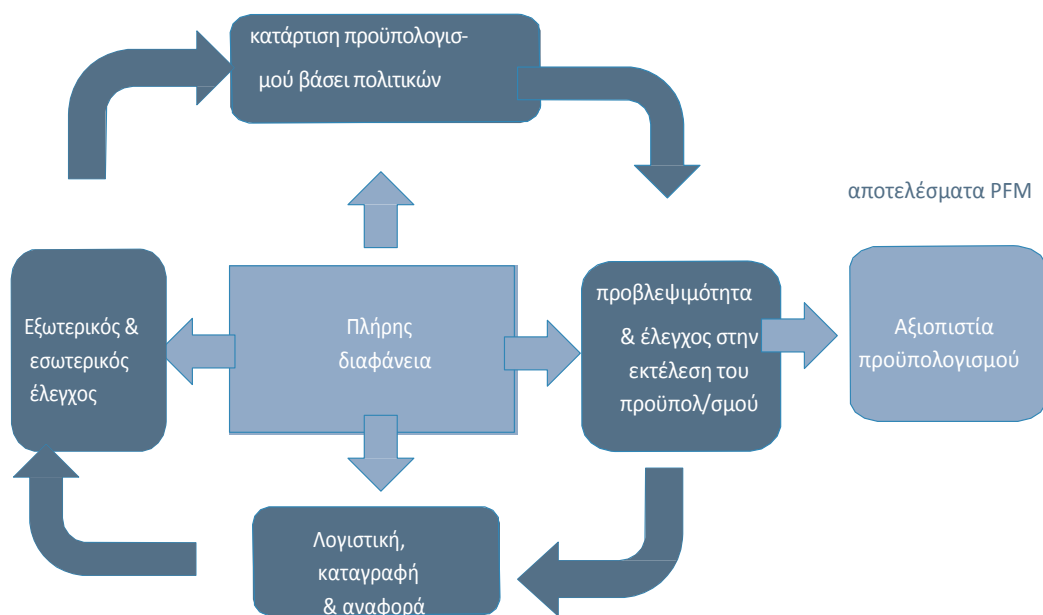 κατάρτιση προϋπολογισ-
μού βάσει πολιτικών
αποτελέσματα PFM
Εξωτερικός &
εσωτερικός
έλεγχος
Πλήρης
διαφάνεια
προβλεψιμότητα
& έλεγχος στην
εκτέλεση του
προϋπολ/σμού
Αξιοπιστία
προϋπολογισμού
Λογιστική,
καταγραφή
& αναφορά